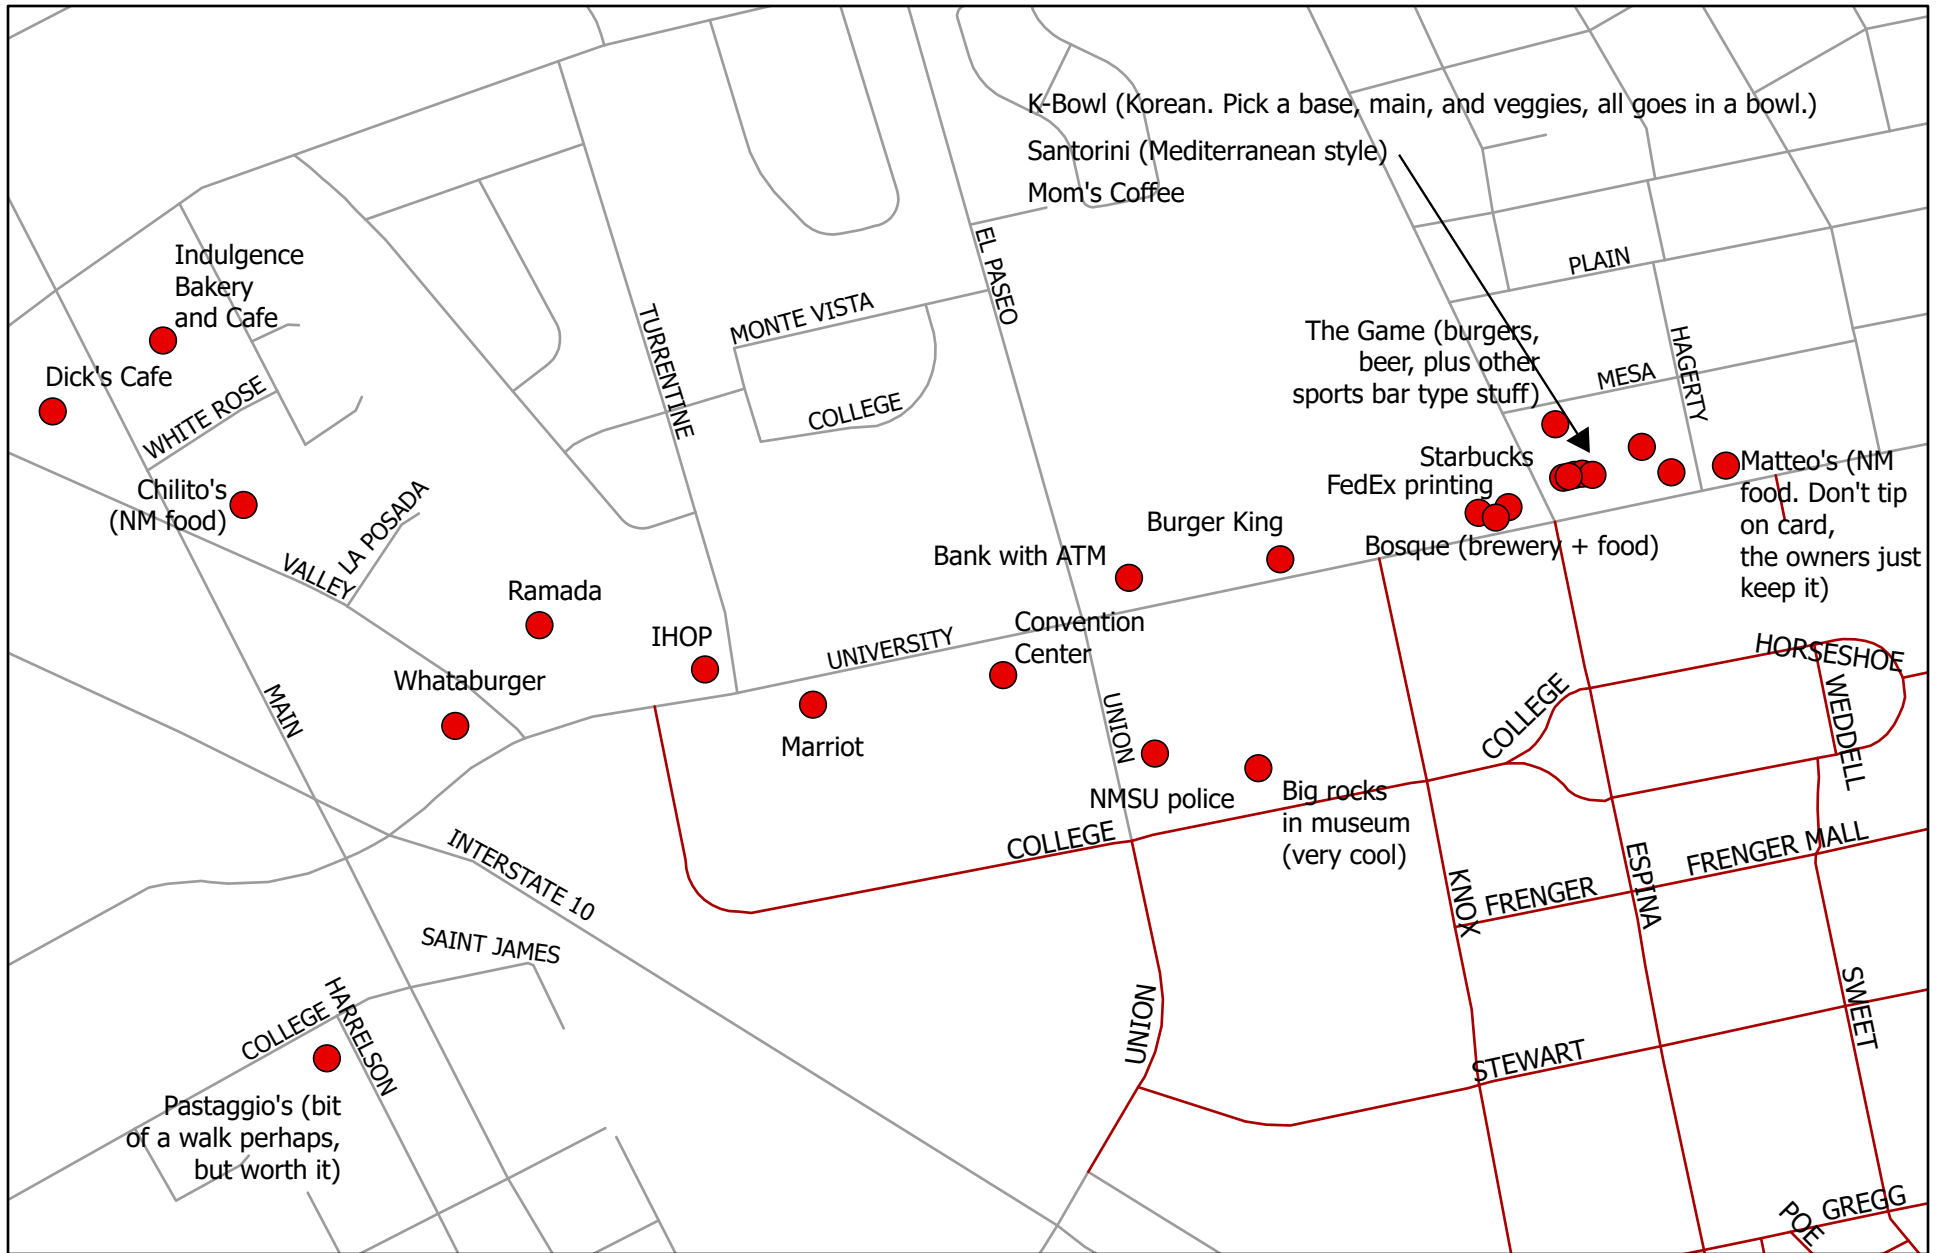 K-Bowl (Korean. Pick a base, main, and veggies, all goes in a bowl.)
Santorini (Mediterranean style)
Mom's Coffee
Indulgence
Bakery
and Cafe
EL PASEO
PLAIN
MONTE VISTA
TURRENTINE
The Game (burgers,
beer, plus other
sports bar type stuff)
HAGERTY
MESA
Dick's Cafe
WHITE ROSE
COLLEGE
Starbucks
FedEx printing
Matteo's (NM
food. Don't tip
on card,
the owners just
keep it)
Chilito's
(NM food)
LA POSADA
VALLEY
Burger King
Bosque (brewery + food)
Bank with ATM
Ramada
IHOP
UNIVERSITY
Convention
Center
HORSESHOE
WEDDELL
COLLEGE
Whataburger
MAIN
Marriot
UNION
NMSU police
Big rocks
in museum
(very cool)
COLLEGE
INTERSTATE 10
KNOX
FRENGER
ESPINA
FRENGER MALL
SAINT JAMES
COLLEGE
HARRELSON
UNION
STEWART
SWEET
Pastaggio's (bit
of a walk perhaps,
but worth it)
POE
GREGG